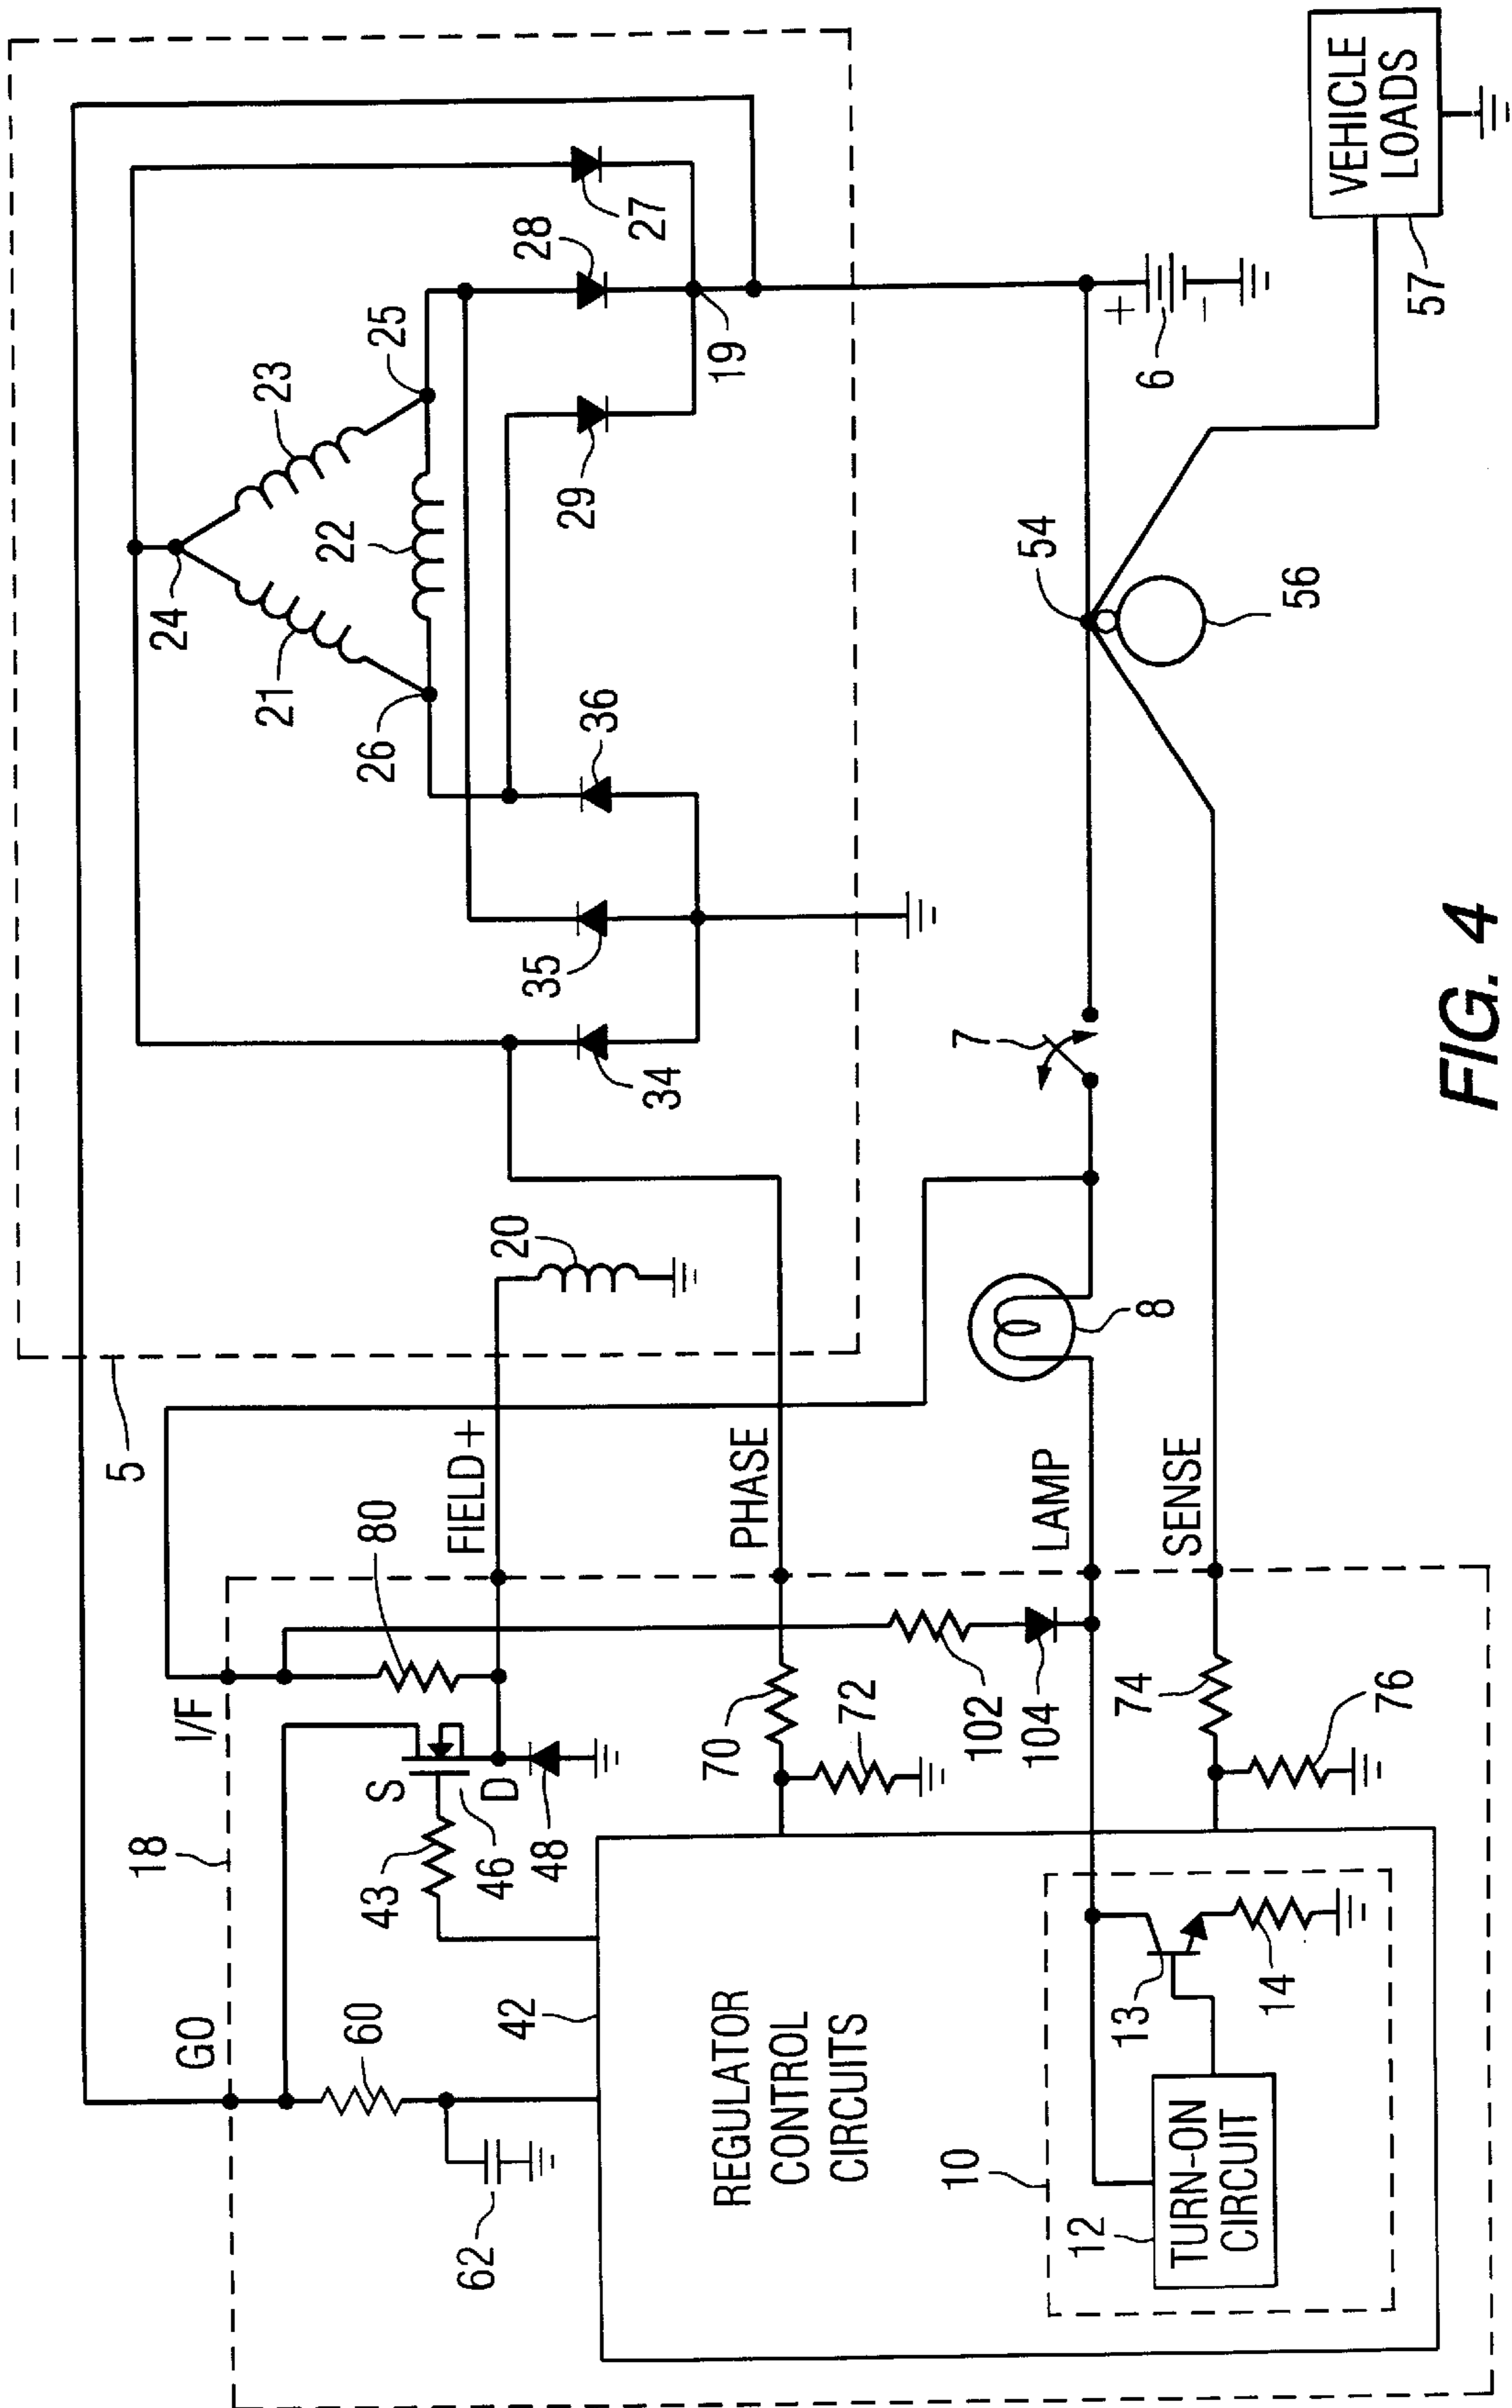 5
24
21
23
22
25
26
28
27
29
19
36
35
34
20
18
GO
I/F
80
FIELD+
PHASE
LAMP
SENSE
60
62
43
S
D
46
48
70
72
102
104
74
76
42
REGULATOR
CONTROL
CIRCUITS
10
12
TURN-ON
CIRCUIT
13
14
8
7
54
56
+
-
6
VEHICLE
LOADS
57
FIG. 4